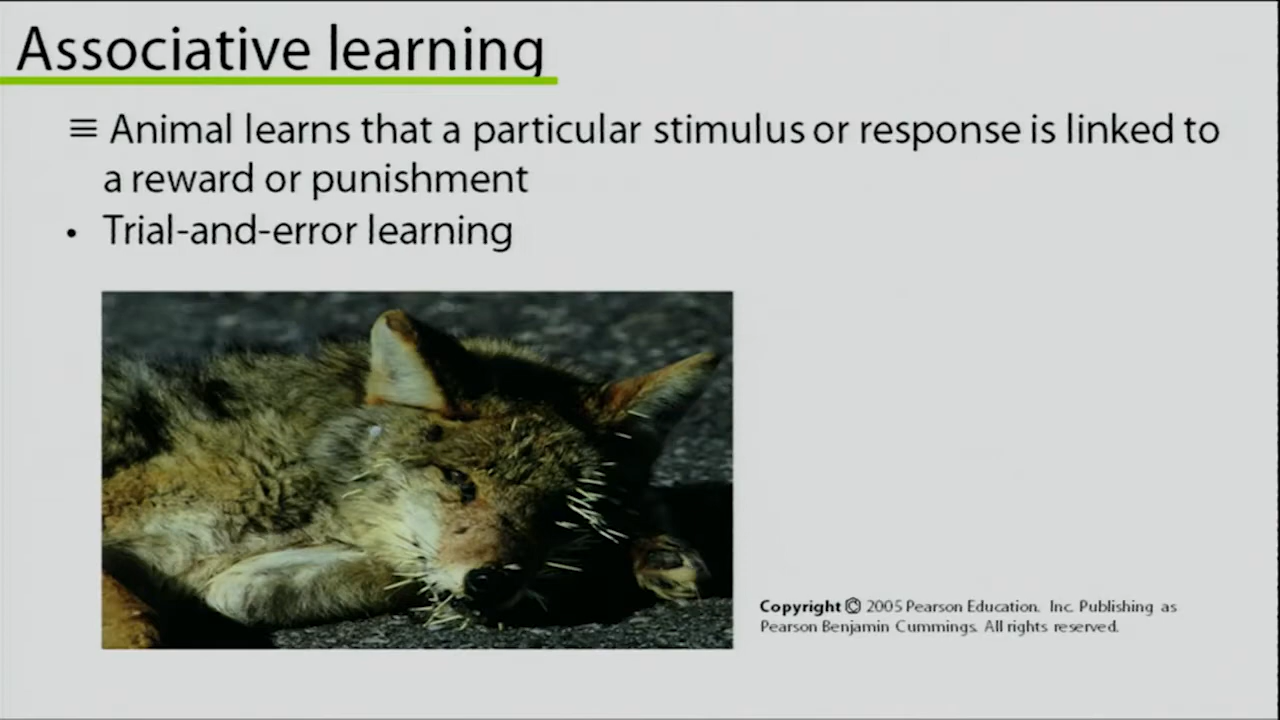 Associative learning
≡ Animal learns that a particular stimulus or response is linked to
a reward or punishment
• Trial-and-error learning
Copyright © 2005 Pearson Education. Inc. Publishing as
Pearson Benjamin Cummings. All rights reserved.